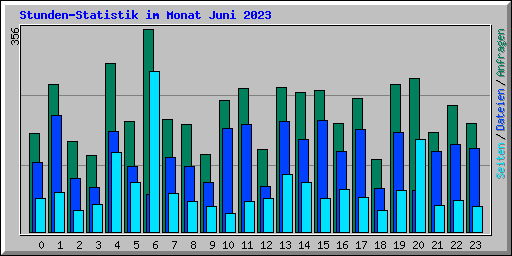 Stunden-Statistik im Monat Juni 2023
356
Seiten / Dateien / Anfragen
0 1 2 3 4 5 6 7 8 9 10 11 12 13 14 15 16 17 18 19 20 21 22 23